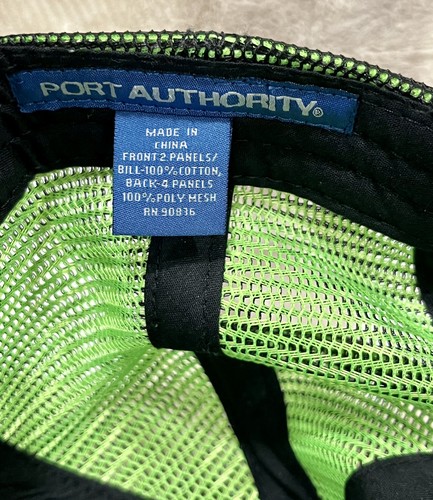 PORT AUTHORITY®
MADE IN
CHINA
FRONT 2 PANELS/
BILL-100% COTTON,
BACK-4 PANELS
100% POLY MESH
RN 90836